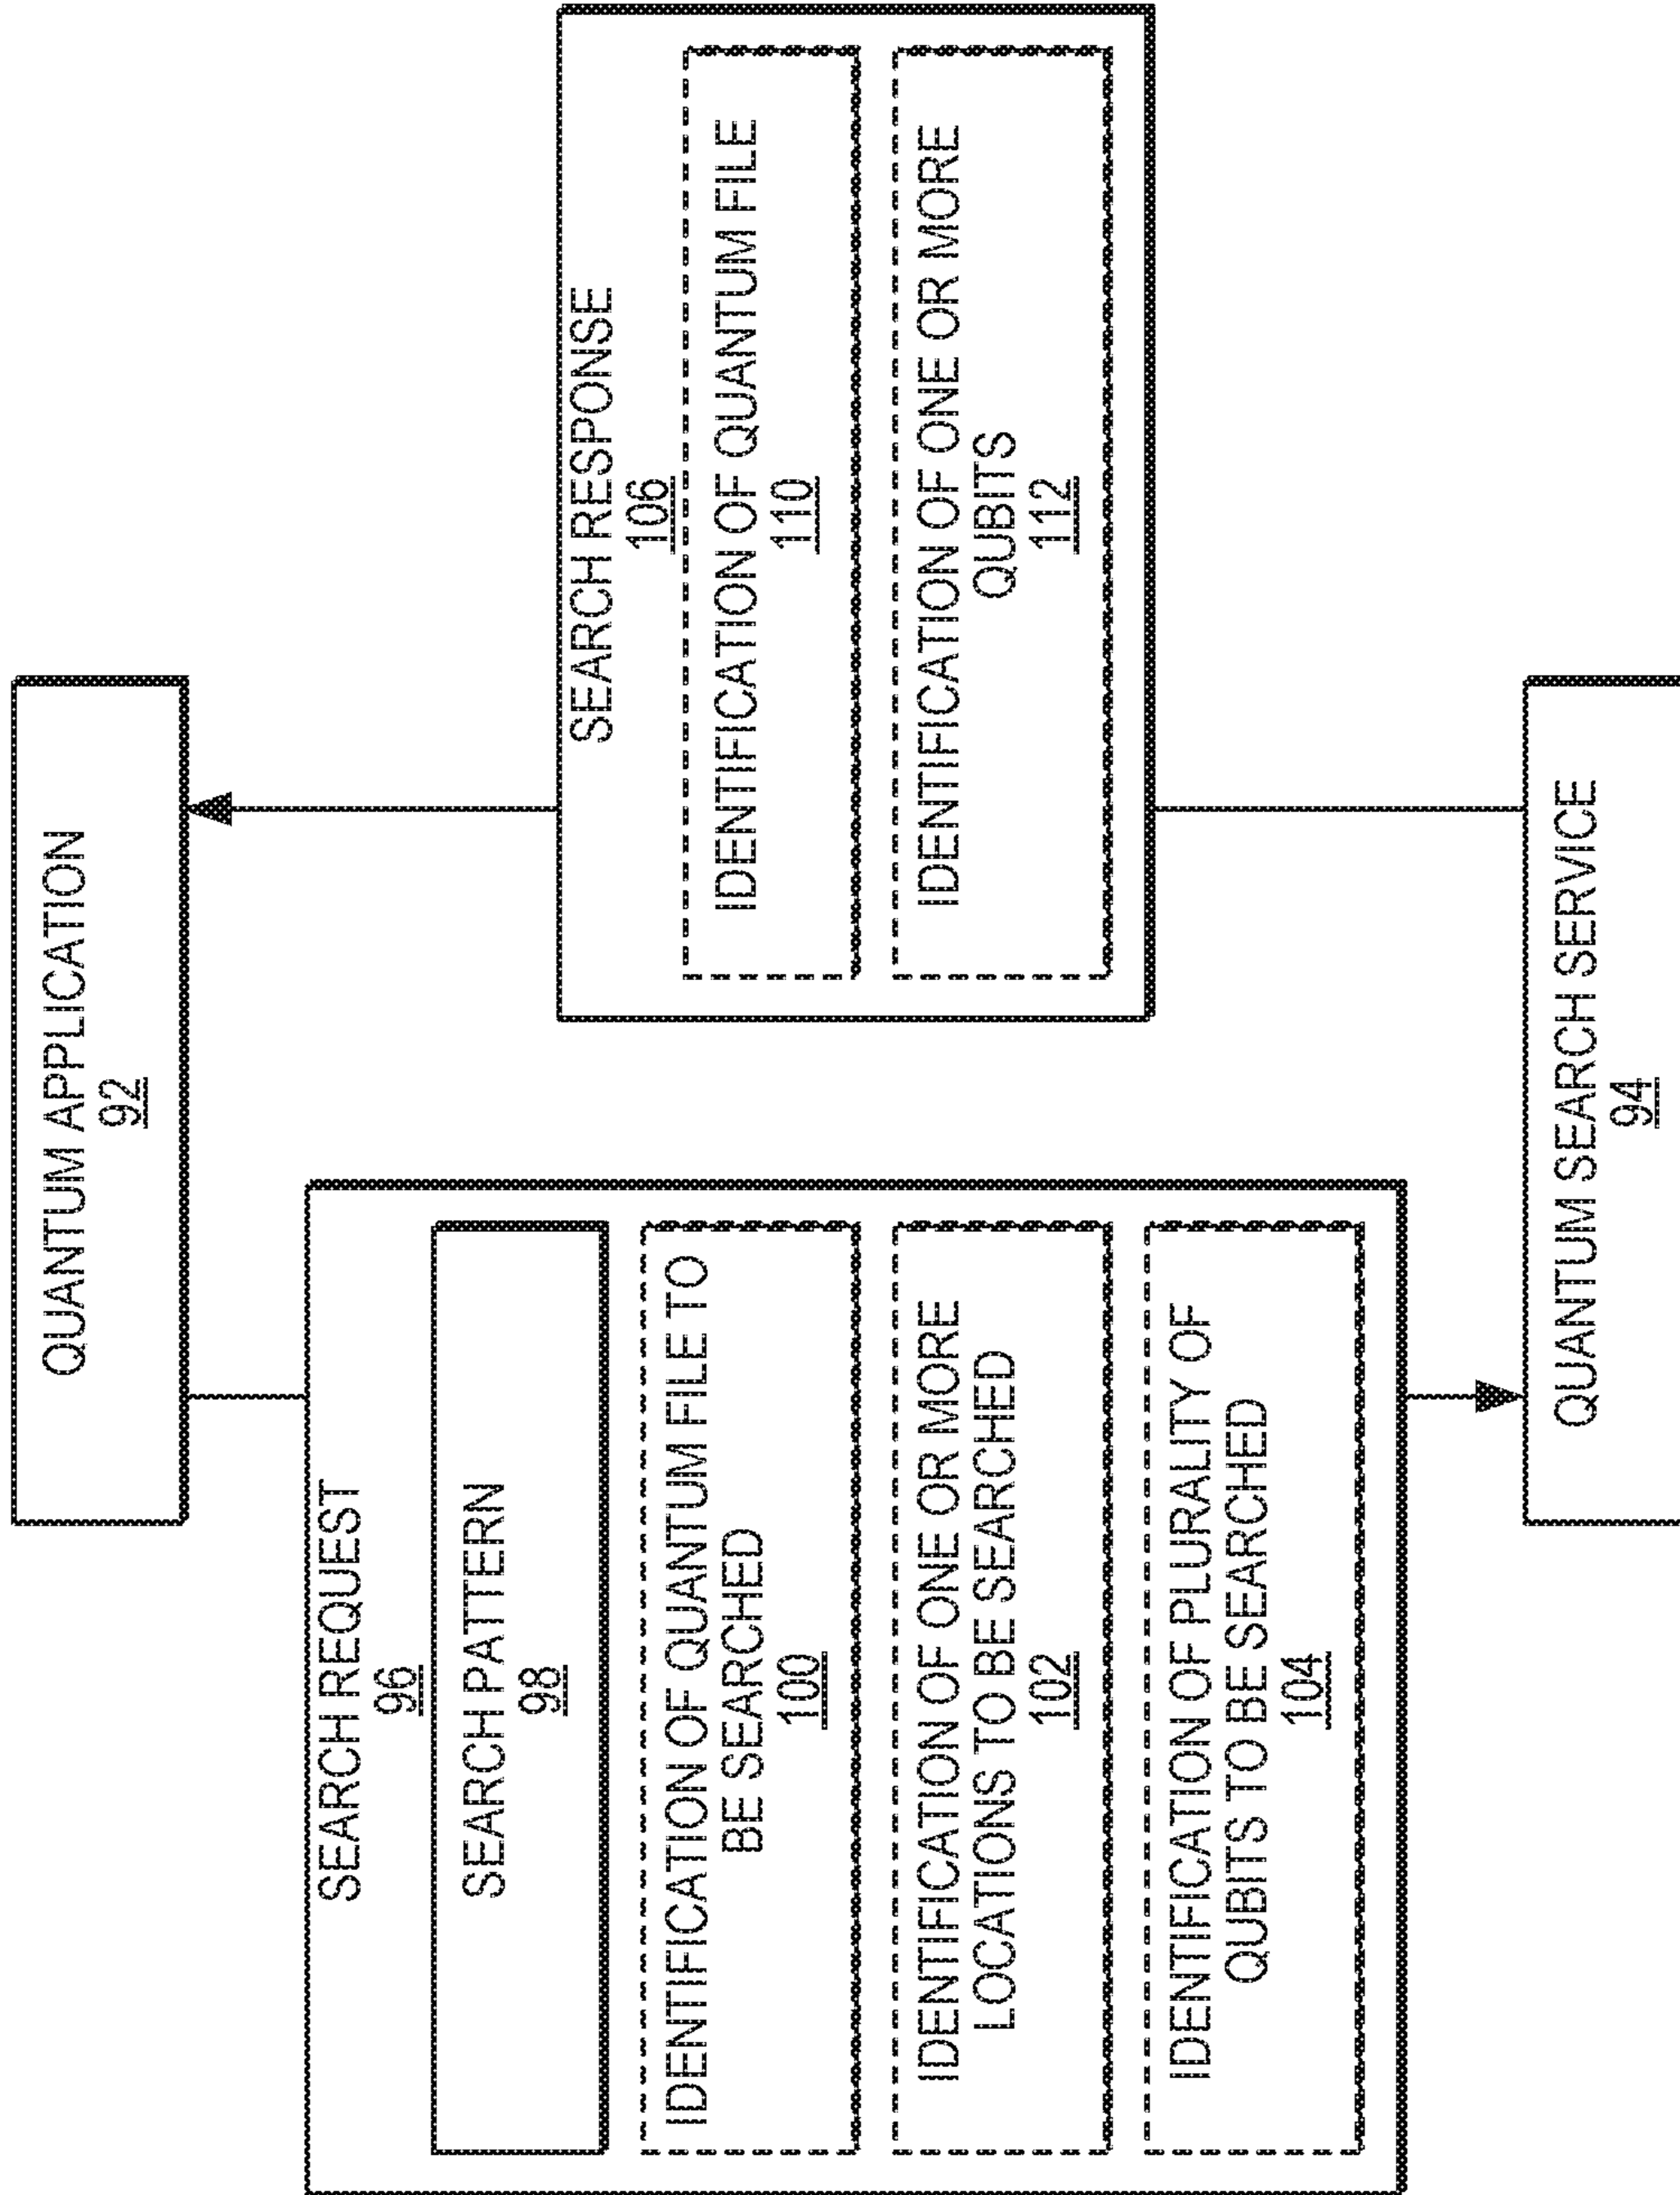 QUANTUM APPLICATION
92
SEARCH REQUEST
96
SEARCH PATTERN
98
IDENTIFICATION OF QUANTUM FILE TO
BE SEARCHED
100
IDENTIFICATION OF ONE OR MORE
LOCATIONS TO BE SEARCHED
102
IDENTIFICATION OF PLURALITY OF
QUBITS TO BE SEARCHED
104
SEARCH RESPONSE
106
IDENTIFICATION OF QUANTUM FILE
110
IDENTIFICATION OF ONE OR MORE
QUBITS
112
QUANTUM SEARCH SERVICE
94